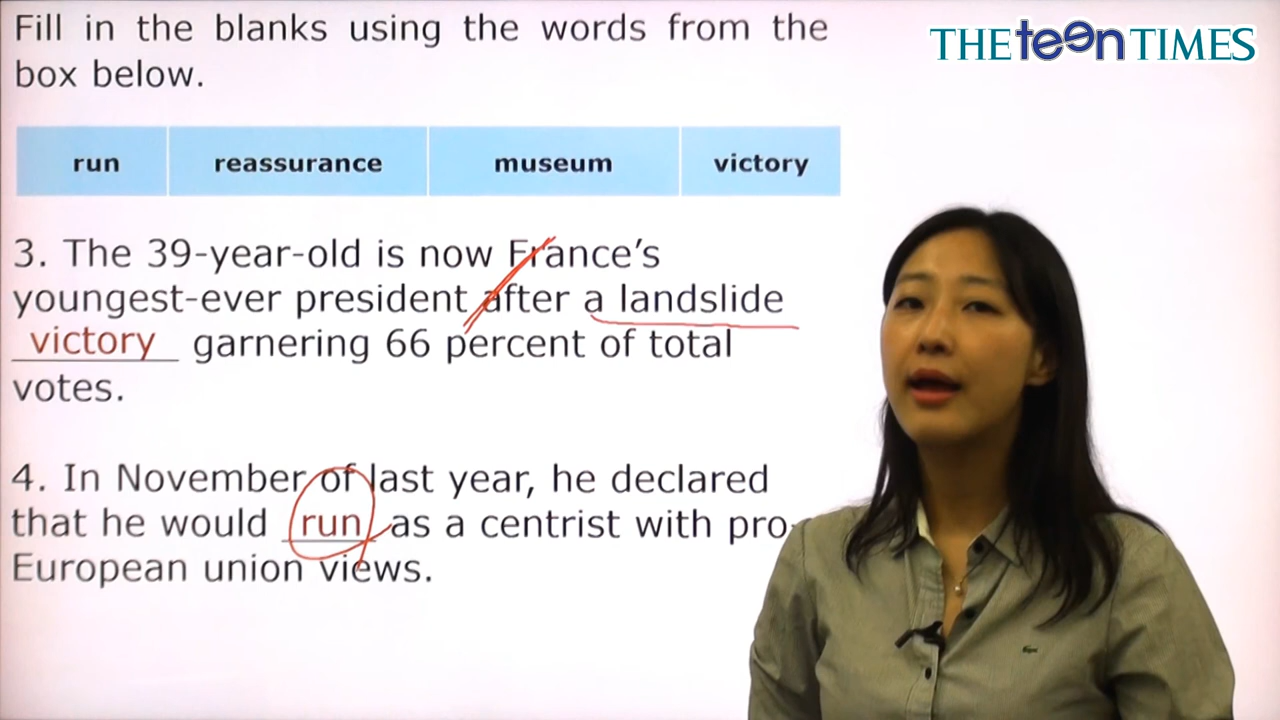 Fill in the blanks using the words from the
THE teen TIMES
box below.
run reassurance museum victory
3. The 39-year-old is now France's
youngest-ever president after a landslide
victory garnering 66 percent of total
votes.
4. In November of last year, he declared
that he would run as a centrist with pro-
European union views.